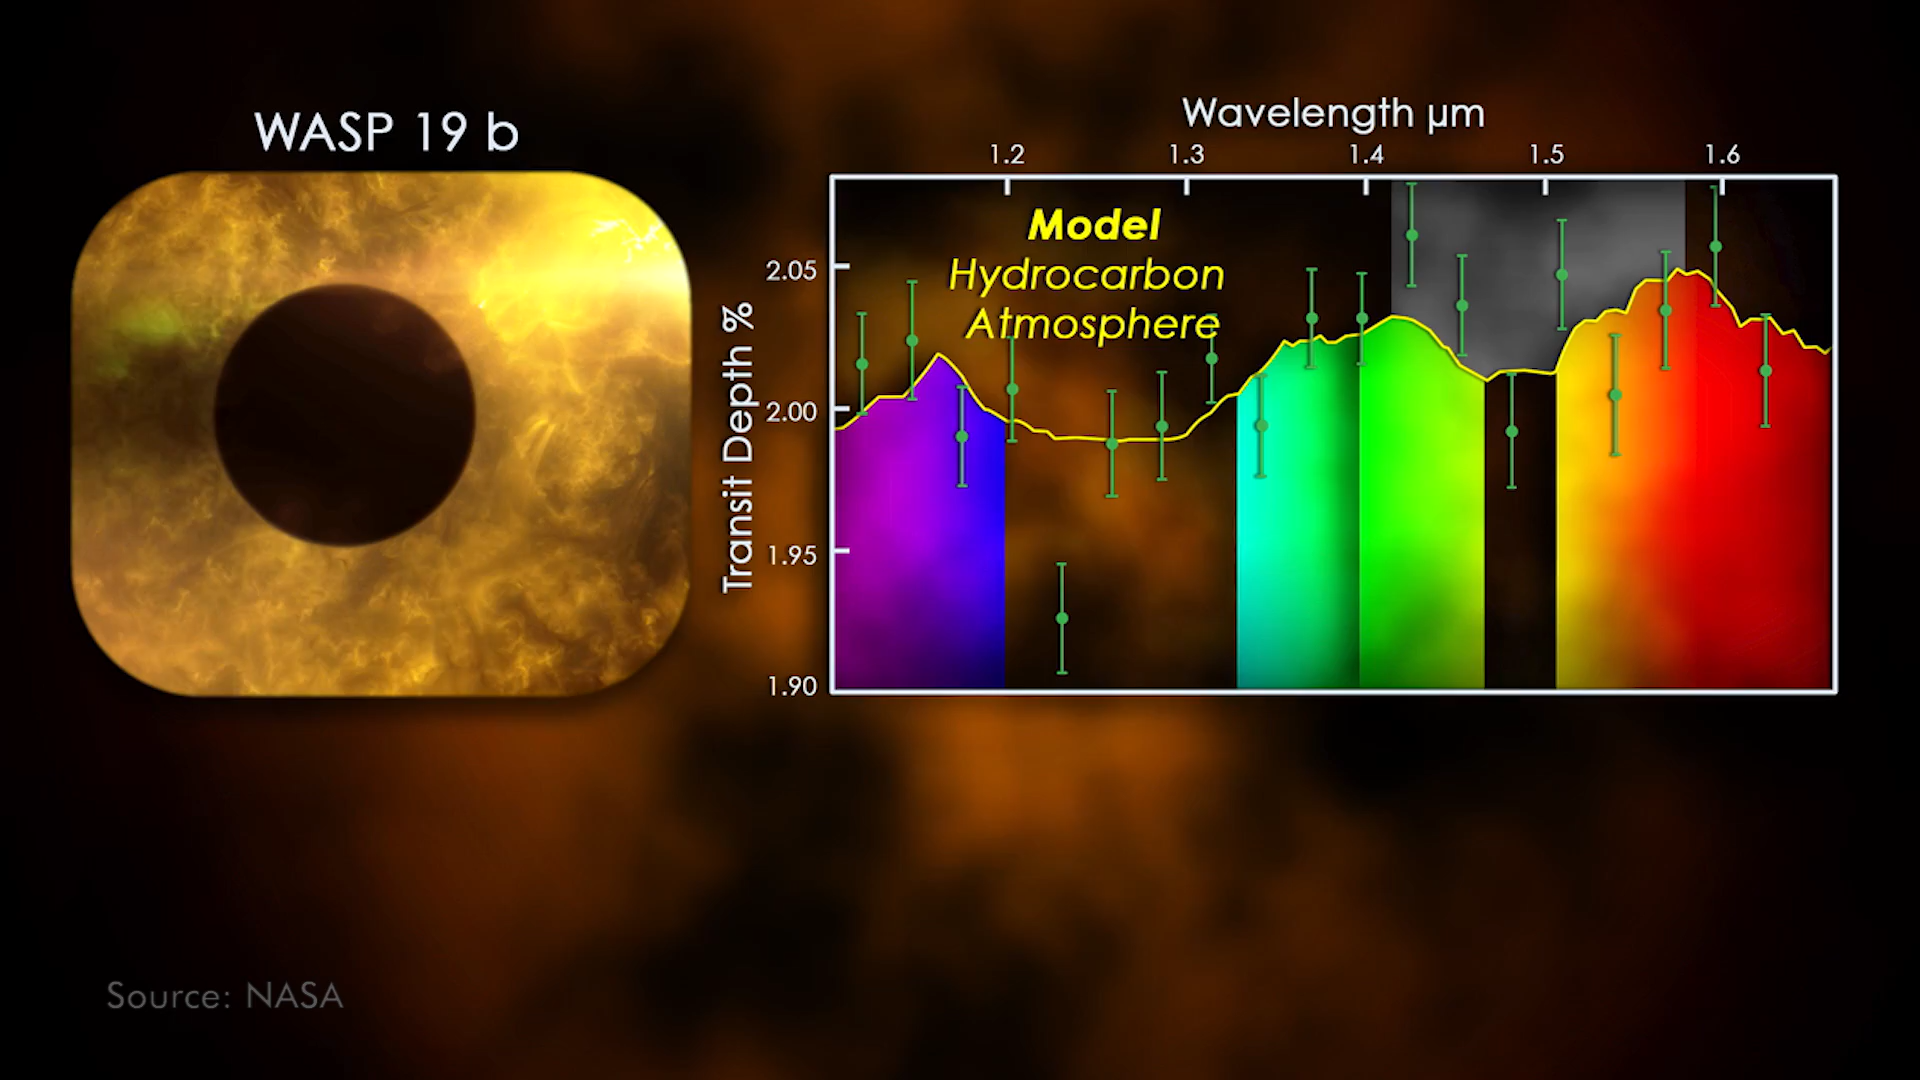 WASP 19 b
Wavelength µm
1.2 1.3 1.4 1.5 1.6
Model
Hydrocarbon
Atmosphere
Transit Depth %
2.05
2.00
1.95
1.90
Source: NASA